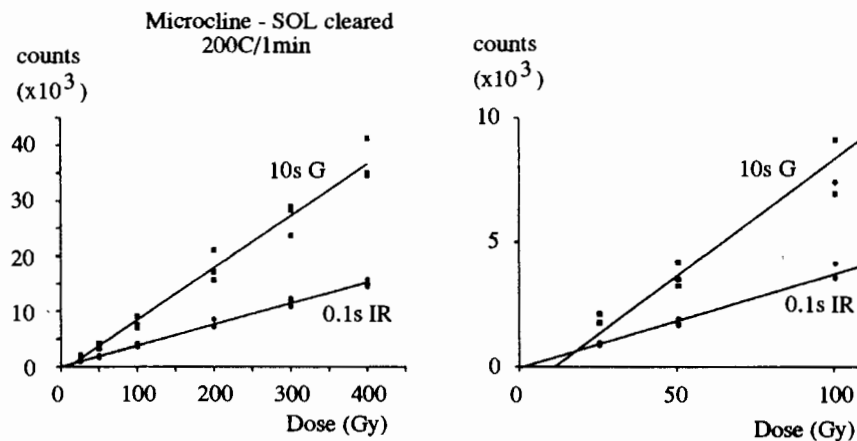 Microcline - SOL cleared
200C/1min
counts
(x10³)
40
30
20
10
0
10s G
0.1s IR
0 100 200 300 400
Dose (Gy)
counts
(x10³)
10
5
0
10s G
0.1s IR
0 50 100
Dose (Gy)